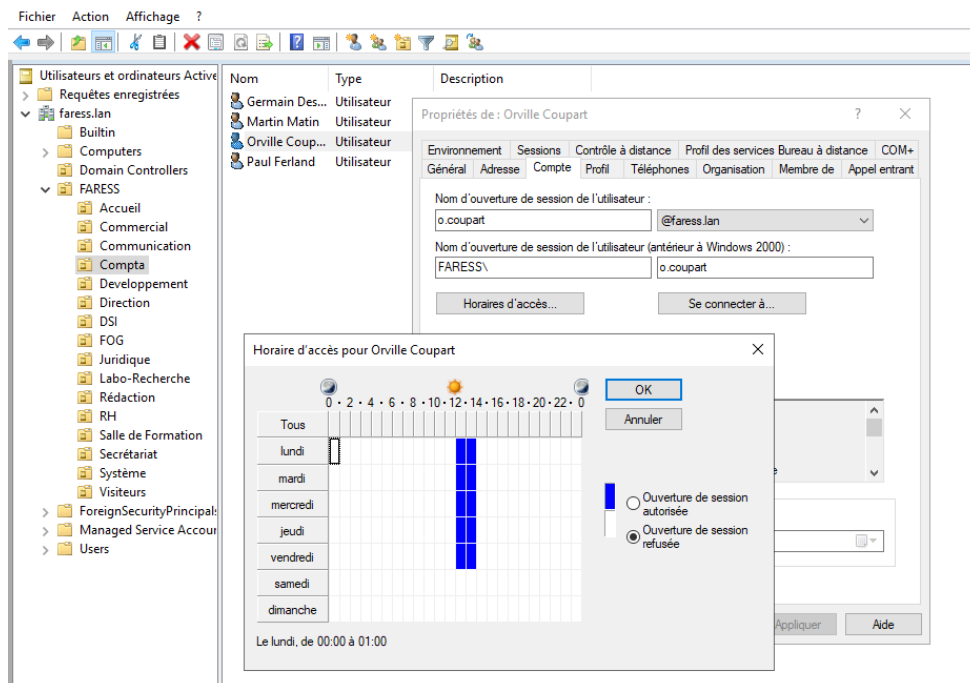 Fichier Action Affichage ?
Utilisateurs et ordinateurs Active
Requêtes enregistrées
faress.lan
Builtin
Computers
Domain Controllers
FARESS
Accueil
Commercial
Communication
Compta
Developpement
Direction
DSI
FOG
Juridique
Labo-Recherche
Rédaction
RH
Salle de Formation
Secrétariat
Système
Visiteurs
ForeignSecurityPrincipals
Managed Service Accour
Users
Nom Type Description
Germain Des... Utilisateur
Martin Matin Utilisateur
Orville Coup... Utilisateur
Paul Ferland Utilisateur
Propriétés de : Orville Coupart ?
Environnement Sessions Contrôle à distance Profil des services Bureau à distance COM+
Général Adresse Compte Profil Téléphones Organisation Membre de Appel entrant
Nom d'ouverture de session de l'utilisateur :
o.coupart @faress.lan
Nom d'ouverture de session de l'utilisateur (antérieur à Windows 2000) :
FARESS\ o.coupart
Horaires d'accès... Se connecter à...
Horaire d'accès pour Orville Coupart
0 · 2 · 4 · 6 · 8 · 10 · 12 · 14 · 16 · 18 · 20 · 22 · 0
Tous
lundi
mardi
mercredi
jeudi
vendredi
samedi
dimanche
OK
Annuler
Ouverture de session
autorisée
Ouverture de session
refusée
Le lundi, de 00:00 à 01:00
Appliquer Aide